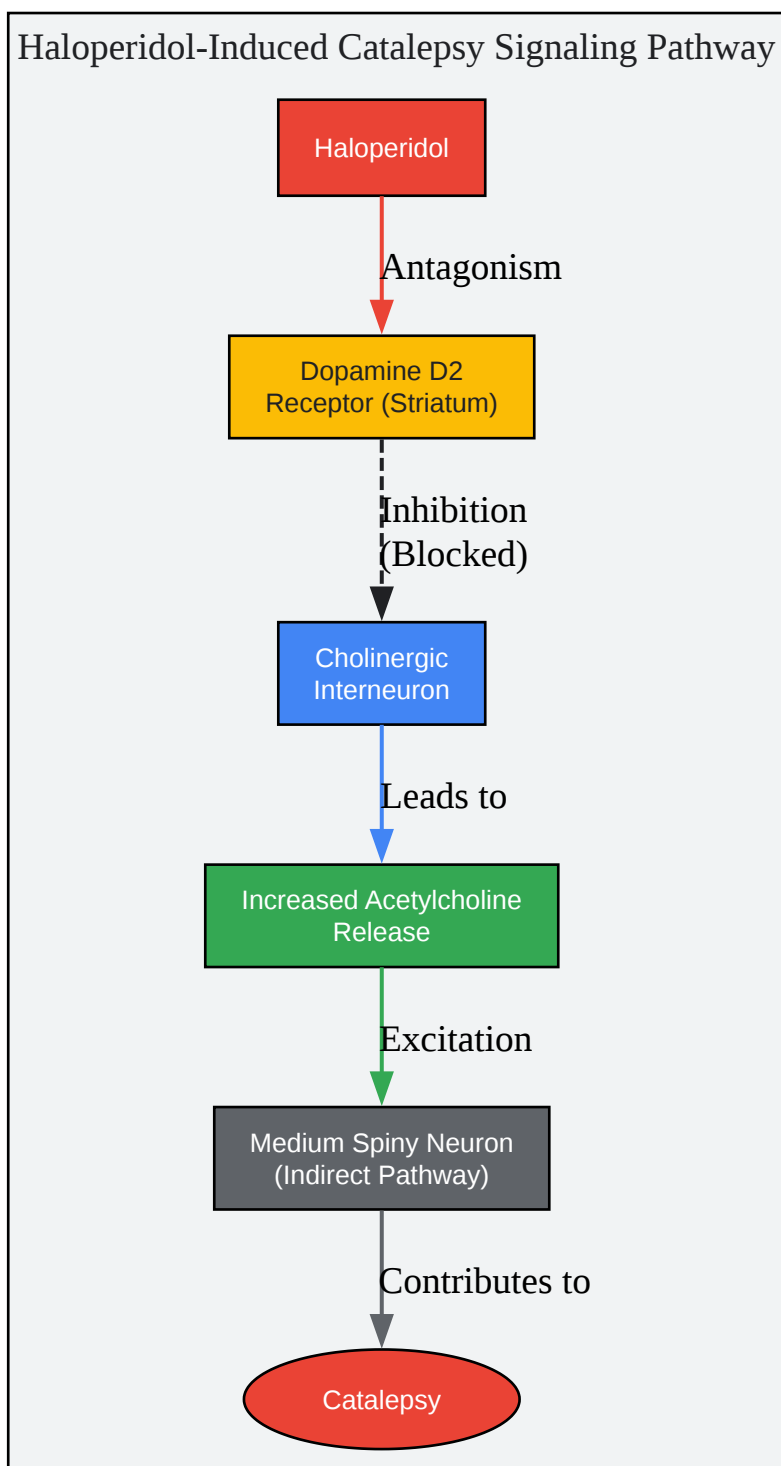 Haloperidol-Induced Catalepsy Signaling Pathway
Haloperidol
Antagonism
Dopamine D2
Receptor (Striatum)
Inhibition
(Blocked)
Cholinergic
Interneuron
Leads to
Increased Acetylcholine
Release
Excitation
Medium Spiny Neuron
(Indirect Pathway)
Contributes to
Catalepsy